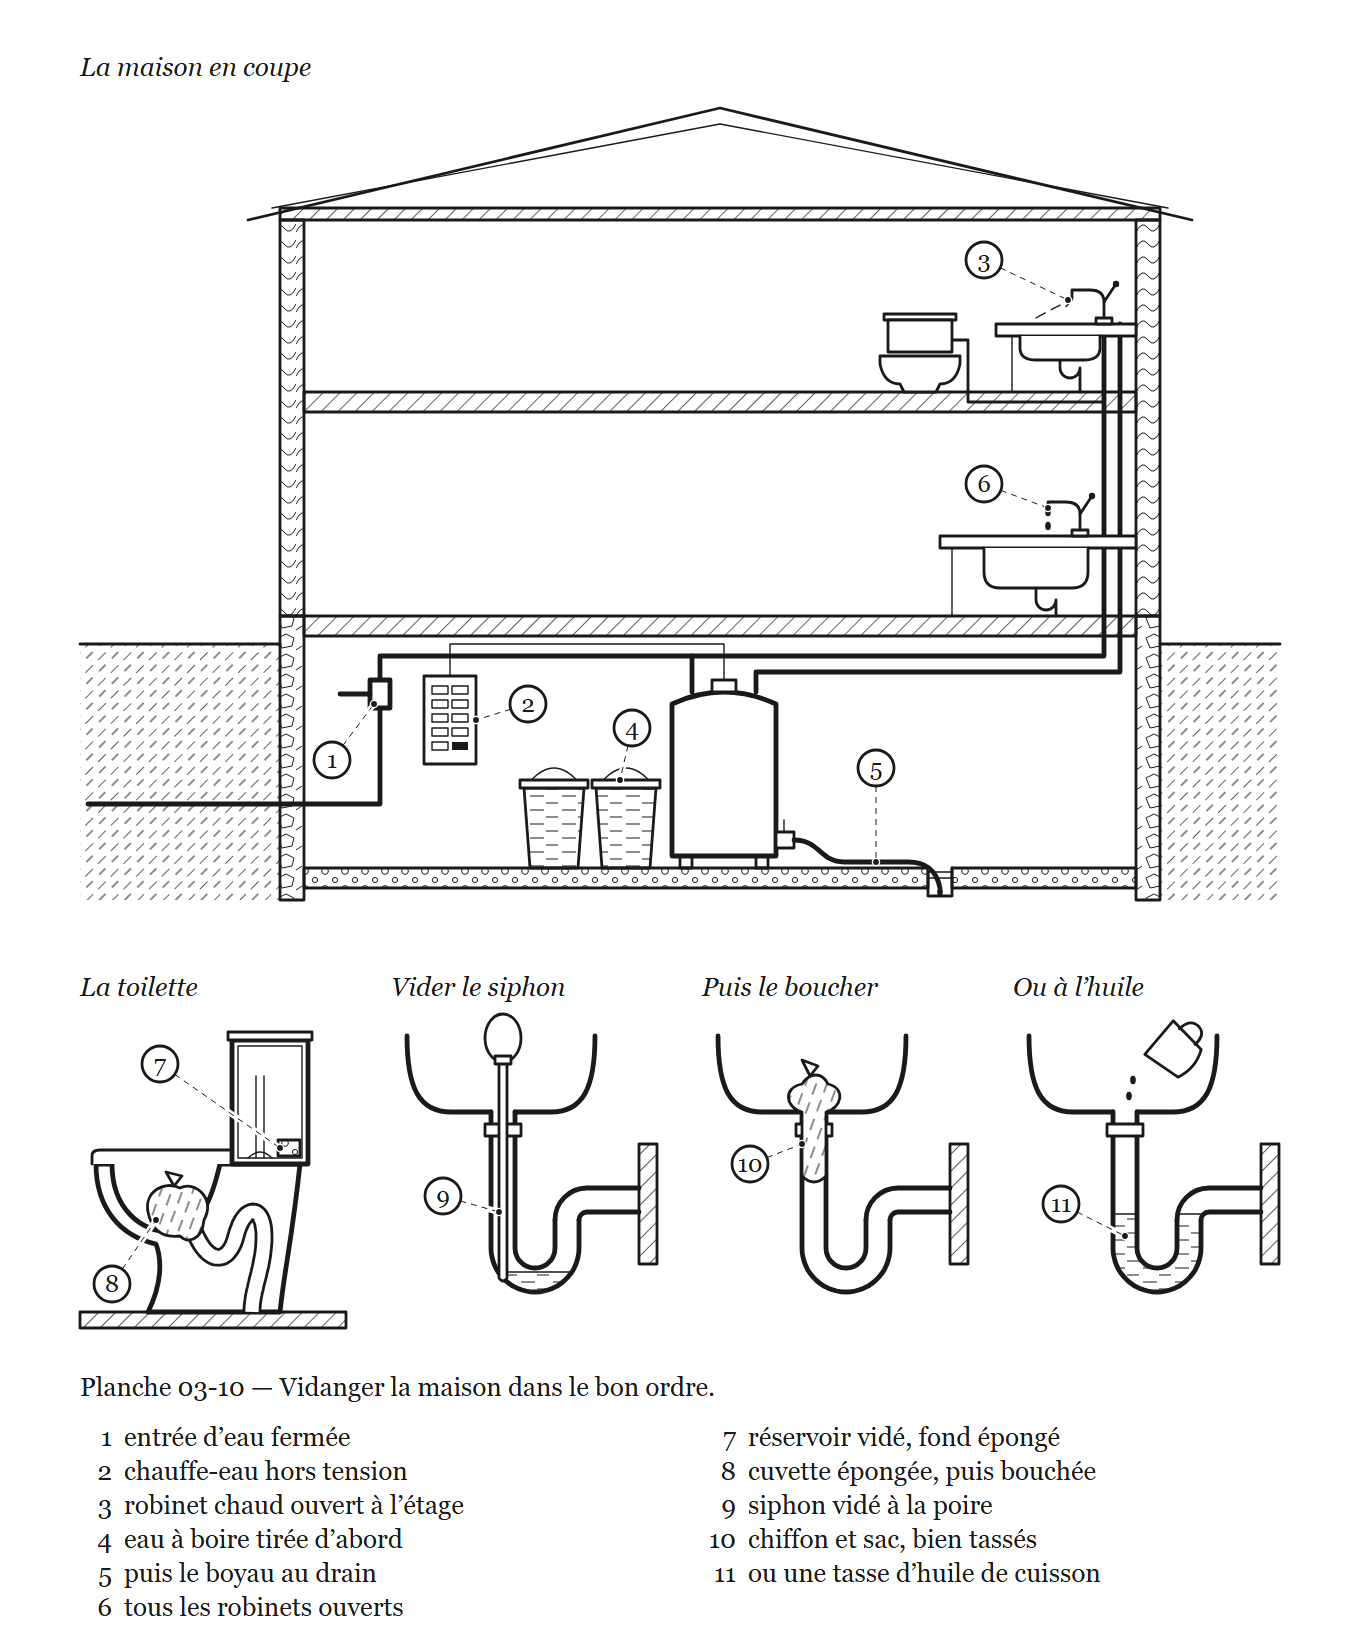 La maison en coupe
3
6
2
4
1
5
La toilette
Vider le siphon
Puis le boucher
Ou à l’huile
7
10
9
11
8
Planche 03-10 — Vidanger la maison dans le bon ordre.
1 entrée d’eau fermée
2 chauffe-eau hors tension
3 robinet chaud ouvert à l’étage
4 eau à boire tirée d’abord
5 puis le boyau au drain
6 tous les robinets ouverts
7 réservoir vidé, fond épongé
8 cuvette épongée, puis bouchée
9 siphon vidé à la poire
10 chiffon et sac, bien tassés
11 ou une tasse d’huile de cuisson